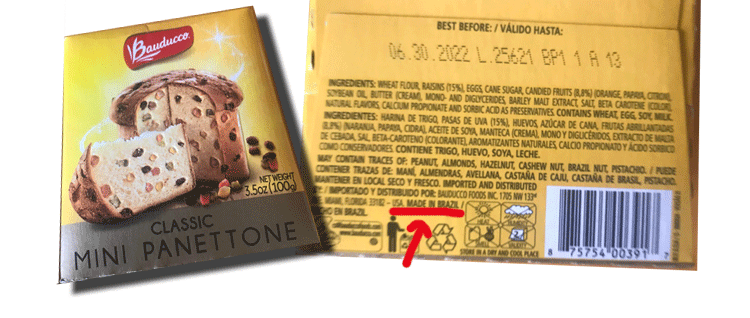 Bauducco
NET WEIGHT
3.5oz (100g)
CLASSIC
MINI PANETTONE
BEST BEFORE: / VÁLIDO HASTA:
06.30.2022 L.25621 BP1 1 A 13
INGREDIENTS: WHEAT FLOUR, RAISINS (15%), EGGS, CANE SUGAR, CANDIED FRUITS (8,8%) (ORANGE, PAPAYA, CITRON),
SOYBEAN OIL, BUTTER (CREAM), MONO- AND DIGLYCERIDES, BARLEY MALT EXTRACT, SALT, BETA CAROTENE (COLOR),
NATURAL FLAVORS, CALCIUM PROPIONATE AND SORBIC ACID AS PRESERVATIVES. CONTAINS WHEAT, EGG, SOY, MILK.
INGREDIENTES: HARINA DE TRIGO, PASAS DE UVA (15%), HUEVOS, AZÚCAR DE CANA, FRUTAS ABRILLANTADAS
(8,8%) (NARANJA, PAPAYA, CIDRA), ACEITE DE SOYA, MANTECA (CREMA), MONO y DIGLICÉRIDOS, EXTRACTO DE MALTA
DE CEBADA, SAL, BETA-CAROTENO (COLORANTE), AROMATIZANTES NATURALES, CALCIO PROPIONATO Y ÁCIDO SORBICO
COMO CONSERVANTES. CONTIENE TRIGO, HUEVO, SOYA, LECHE.
MAY CONTAIN TRACES OF: PEANUT, ALMONDS, HAZELNUT, CASHEW NUT, BRAZIL NUT, PISTACHIO. / PUEDE
CONTENER TRAZAS DE: MANÍ, ALMENDRAS, AVELLANA, CASTAÑA DE CAJU, CASTAÑA DE BRASIL, PISTACHO.
MANTENER EN LOCAL SECO Y FRESCO. IMPORTED AND DISTRIBUTED
/ IMPORTADO Y DISTRIBUIDO POR: BAUDUCCO FOODS INC. 1705 NW 133rd
MIAMI, FLORIDA 33182 - USA. MADE IN BRAZIL /
HO EN BRAZIL.
STORE IN A DRY AND COOL PLACE
8 75754 00391 7